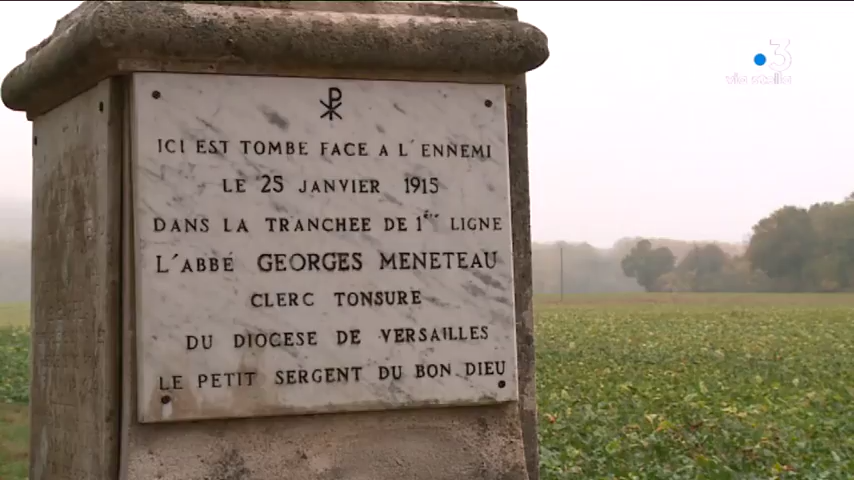 ICI EST TOMBE FACE A L'ENNEMI
LE 25 JANVIER 1915
DANS LA TRANCHEE DE 1ÈRE LIGNE
L'ABBÉ GEORGES MENETEAU
CLERC TONSURE
DU DIOCESE DE VERSAILLES
LE PETIT SERGENT DU BON DIEU
3